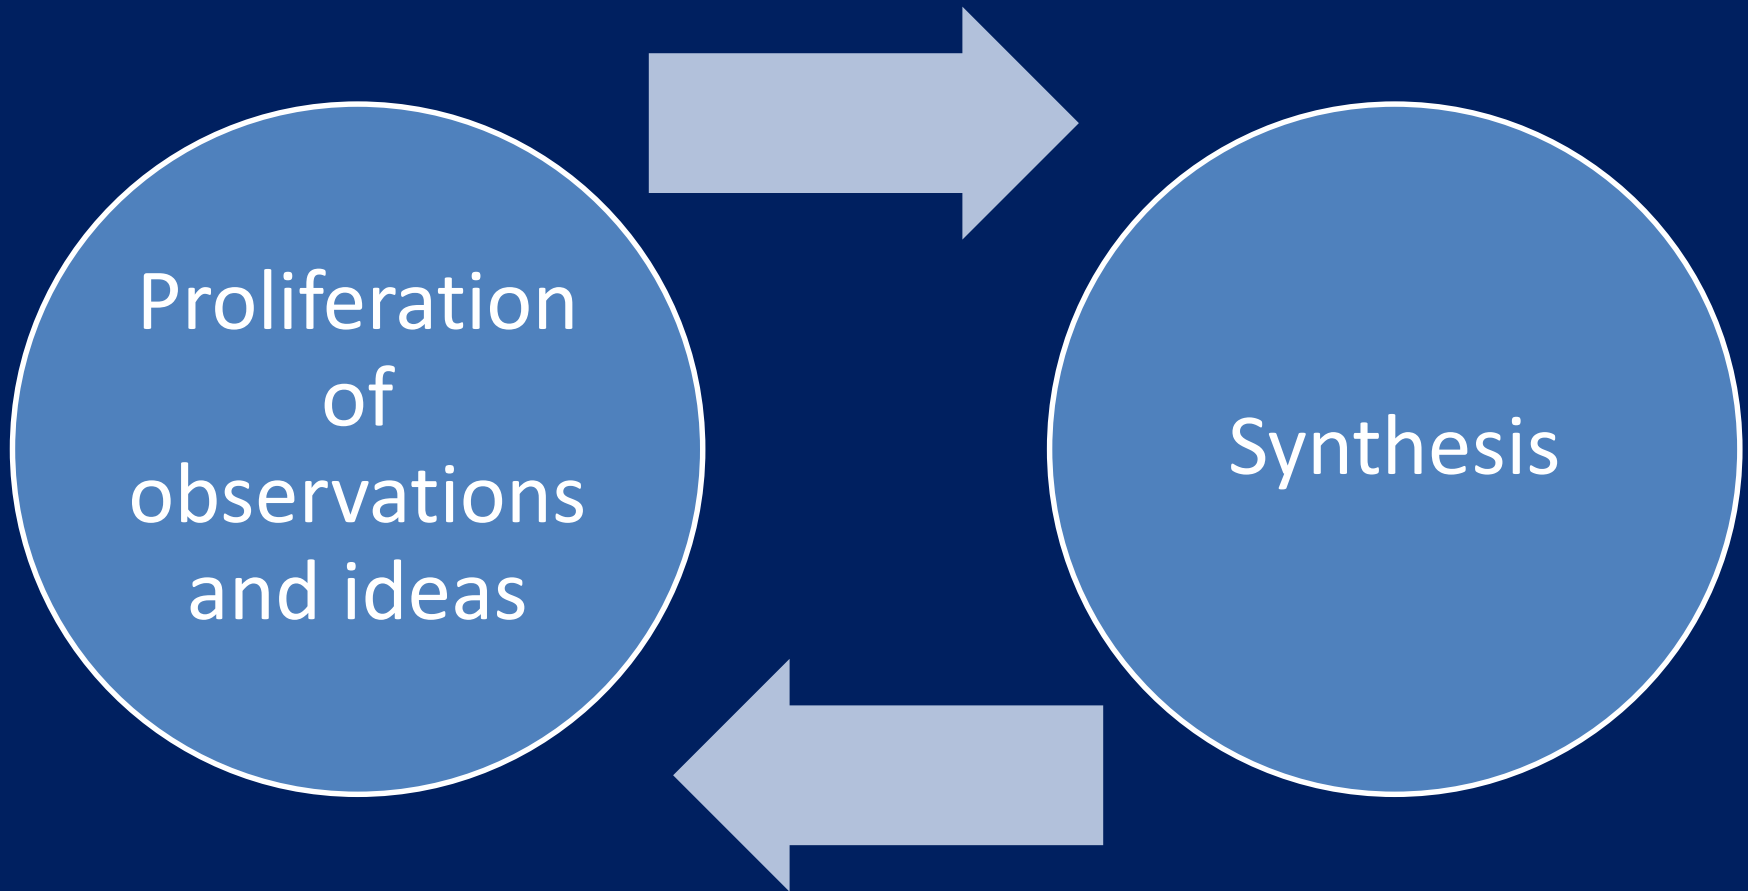 Proliferation
of
observations
and ideas
Synthesis